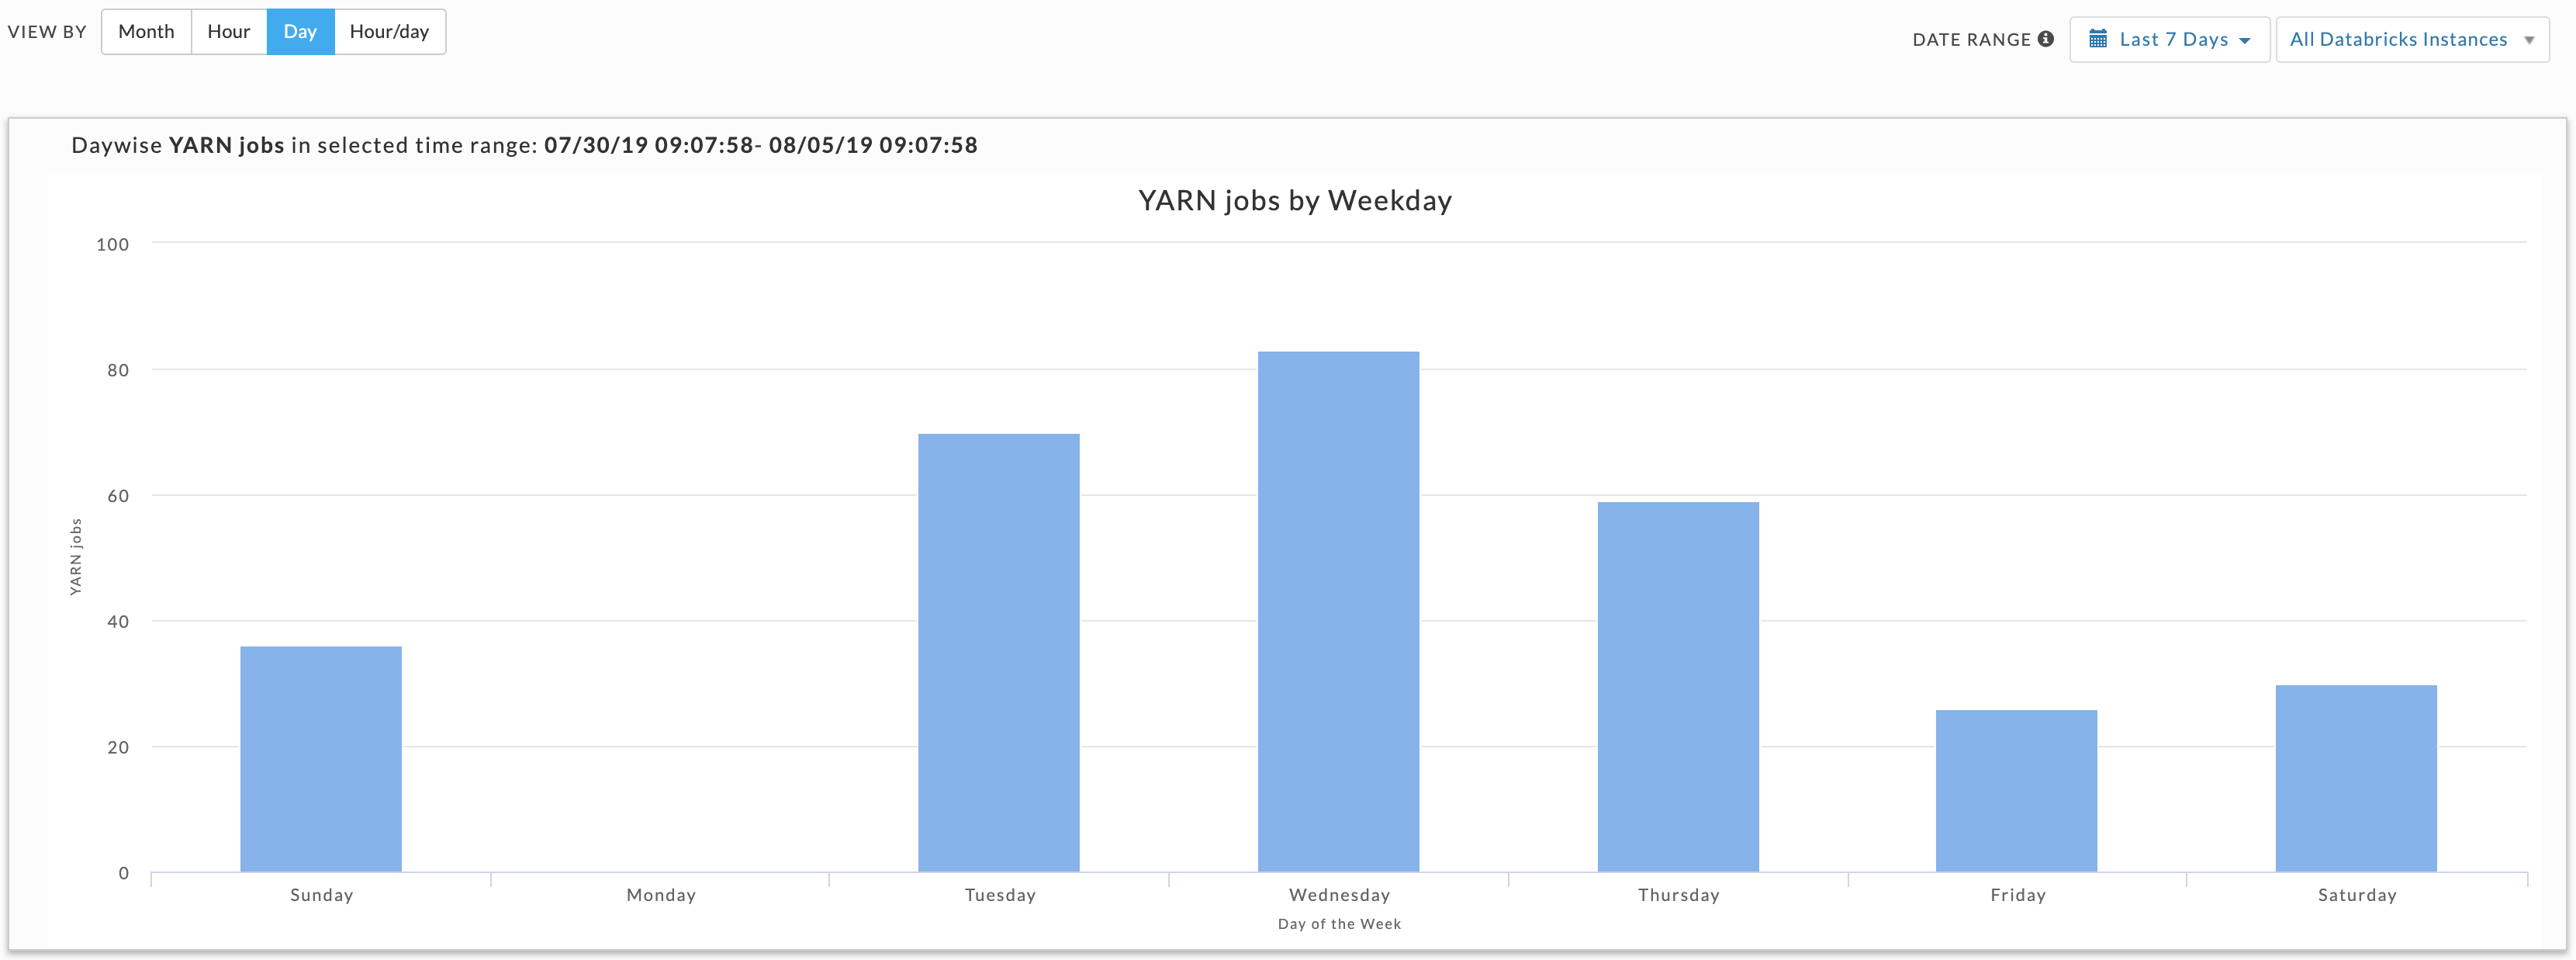 VIEW BY Month Hour Day Hour/day
DATE RANGE Last 7 Days All Databricks Instances
Daywise YARN jobs in selected time range: 07/30/19 09:07:58- 08/05/19 09:07:58
YARN jobs by Weekday
100
80
60
40
20
0
YARN jobs
Sunday Monday Tuesday Wednesday Thursday Friday Saturday
Day of the Week